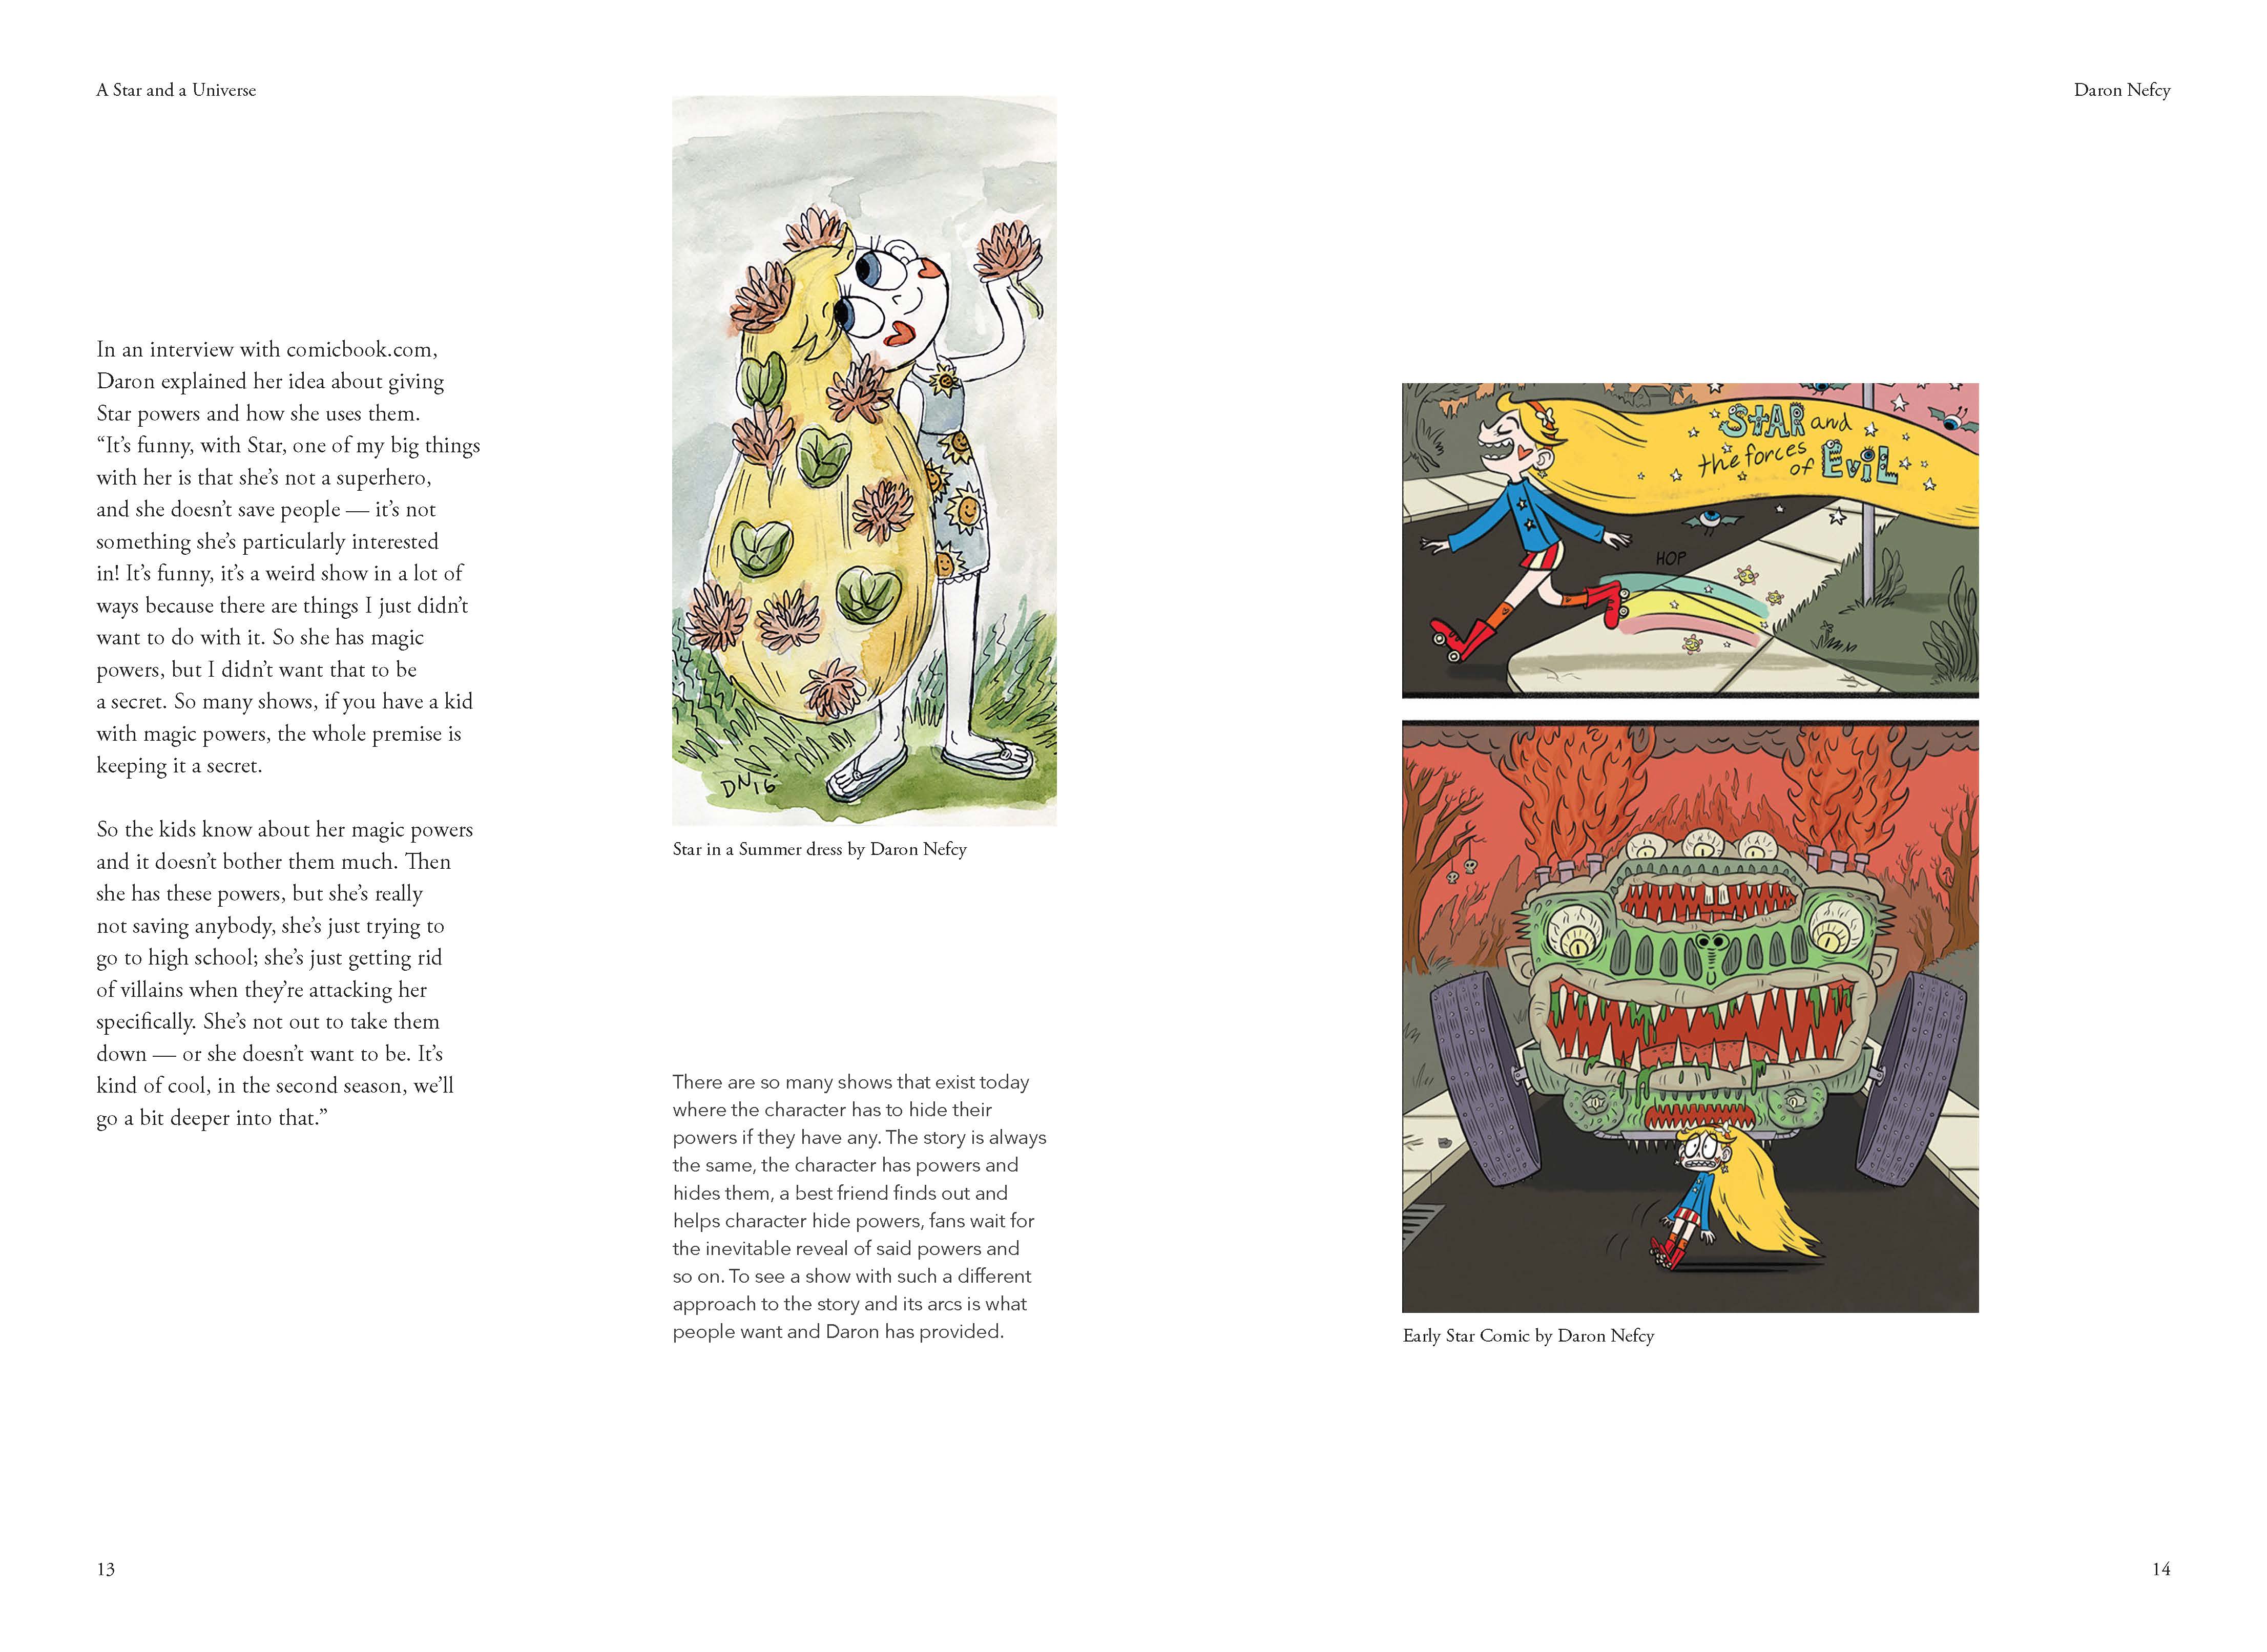 A Star and a Universe
Daron Nefcy
In an interview with comicbook.com,
Daron explained her idea about giving
Star powers and how she uses them.
“It’s funny, with Star, one of my big things
with her is that she’s not a superhero,
and she doesn’t save people — it’s not
something she’s particularly interested
in! It’s funny, it’s a weird show in a lot of
ways because there are things I just didn’t
want to do with it. So she has magic
powers, but I didn’t want that to be
a secret. So many shows, if you have a kid
with magic powers, the whole premise is
keeping it a secret.
So the kids know about her magic powers
and it doesn’t bother them much. Then
she has these powers, but she’s really
not saving anybody, she’s just trying to
go to high school; she’s just getting rid
of villains when they’re attacking her
specifically. She’s not out to take them
down — or she doesn’t want to be. It’s
kind of cool, in the second season, we’ll
go a bit deeper into that.”
DN16
Star in a Summer dress by Daron Nefcy
There are so many shows that exist today
where the character has to hide their
powers if they have any. The story is always
the same, the character has powers and
hides them, a best friend finds out and
helps character hide powers, fans wait for
the inevitable reveal of said powers and
so on. To see a show with such a different
approach to the story and its arcs is what
people want and Daron has provided.
STAR and
the forces
of EviL
HOP
Early Star Comic by Daron Nefcy
13
14